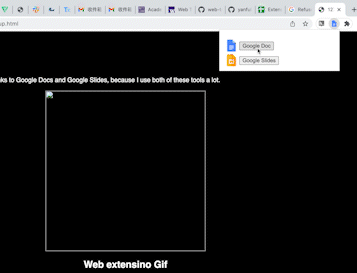 收件箱
收件箱
Acade
Web T
web-e
yanfu
Exten
Refus
12
up.html
Google Doc
Google Slides
ks to Google Docs and Google Slides, because I use both of these tools a lot.
Web extensino Gif